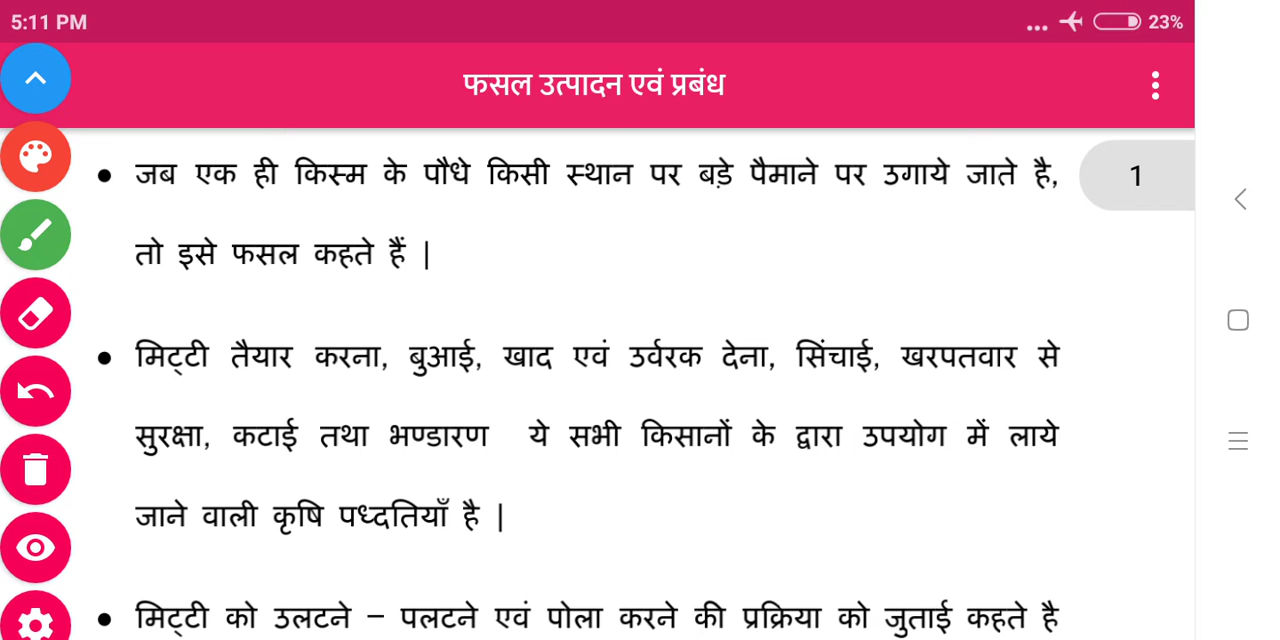 5:11 PM
... 23%
फसल उत्पादन एवं प्रबंध
• जब एक ही किस्म के पौधे किसी स्थान पर बड़े पैमाने पर उगाये जाते है,
1
तो इसे फसल कहते हैं |
• मिट्टी तैयार करना, बुआई, खाद एवं उर्वरक देना, सिंचाई, खरपतवार से
सुरक्षा, कटाई तथा भण्डारण ये सभी किसानों के द्वारा उपयोग में लाये
जाने वाली कृषि पध्दतियाँ है |
• मिट्टी को उलटने – पलटने एवं पोला करने की प्रक्रिया को जुताई कहते है